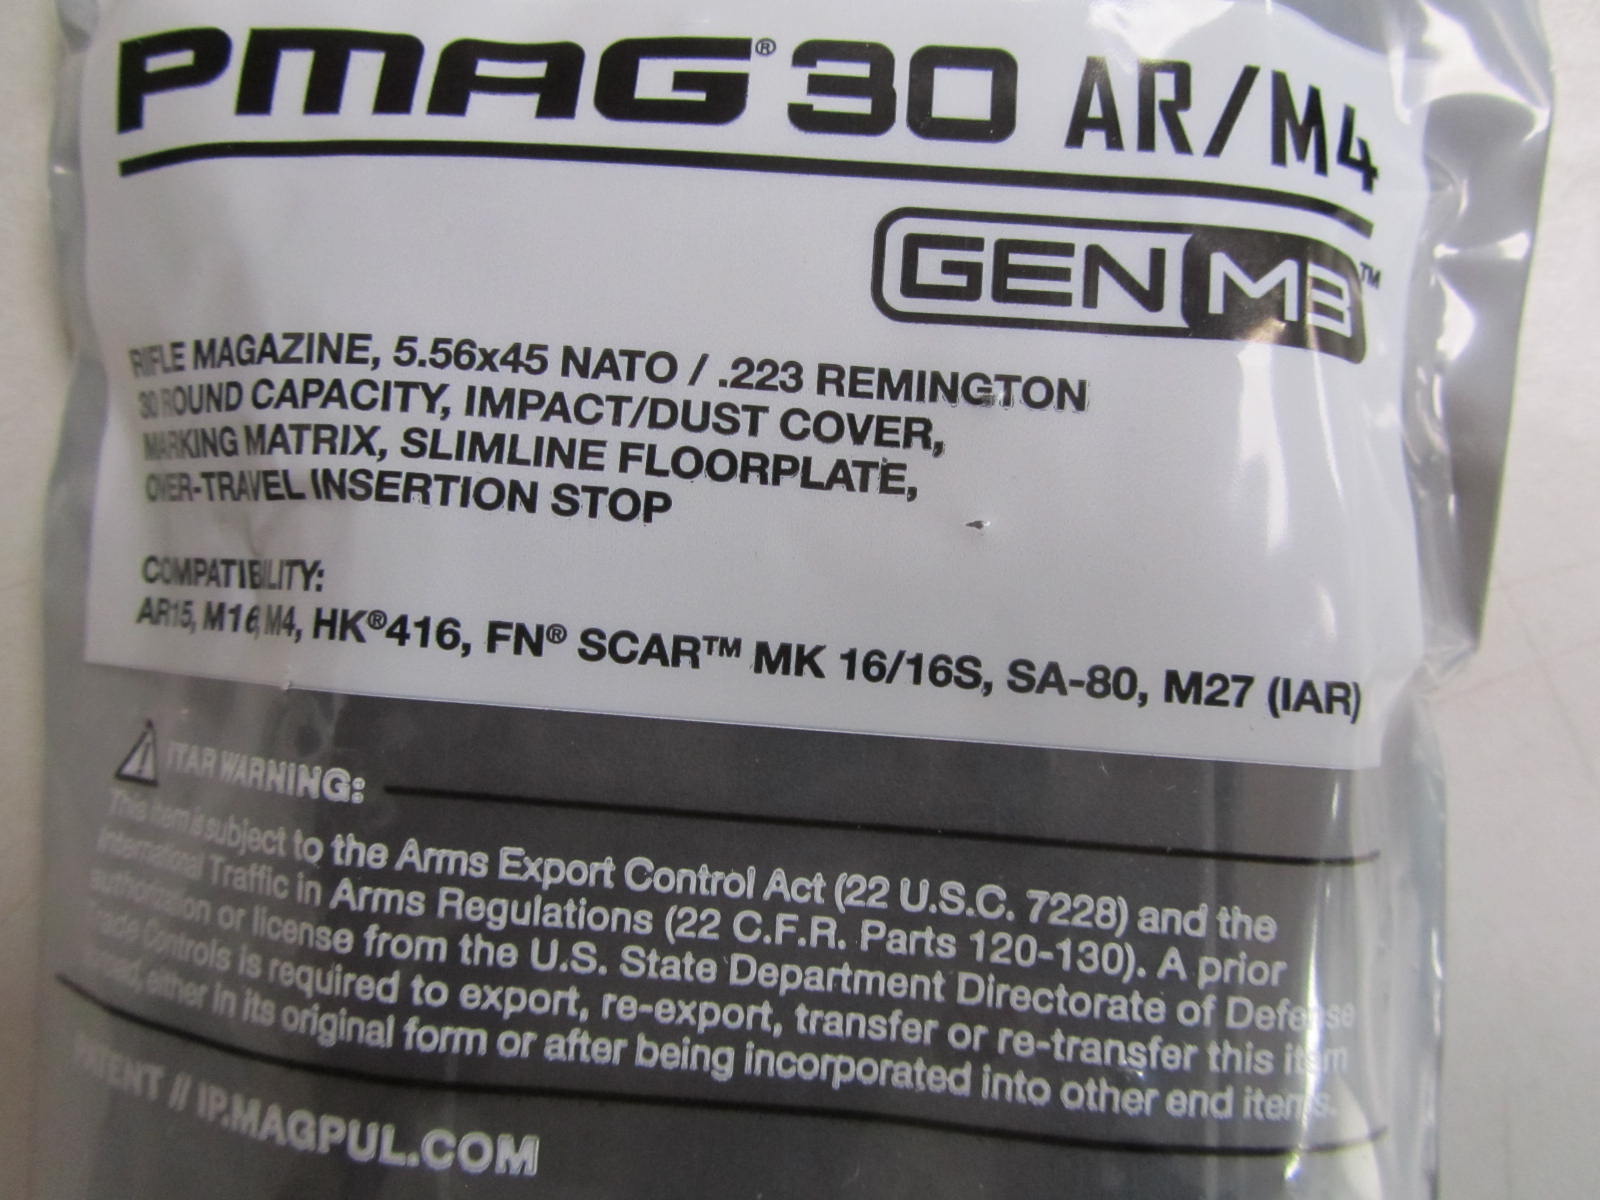 PMAG® 30 AR/M4
GEN M3™
RIFLE MAGAZINE, 5.56x45 NATO / .223 REMINGTON
30 ROUND CAPACITY, IMPACT/DUST COVER,
MARKING MATRIX, SLIMLINE FLOORPLATE,
OVER-TRAVEL INSERTION STOP
COMPATIBILITY:
AR15, M16, M4, HK®416, FN® SCAR™ MK 16/16S, SA-80, M27 (IAR)
ITAR WARNING:
This item is subject to the Arms Export Control Act (22 U.S.C. 7228) and the
International Traffic in Arms Regulations (22 C.F.R. Parts 120-130). A prior
authorization or license from the U.S. State Department Directorate of Defense
Trade Controls is required to export, re-export, transfer or re-transfer this item
abroad, either in its original form or after being incorporated into other end items.
PATENT // IP.MAGPUL.COM